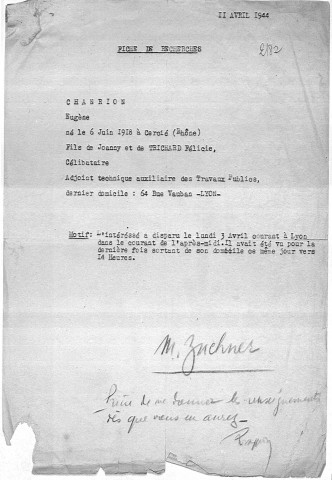 11 AVRIL 1944
FICHE DE RECHERCHES
CHANRION
Eugène
né le 6 Juin 1918 à Cercié (Rhône)
Fils de Joanny et de TRICHARD Félicie,
Célibataire
Adjoint technique auxiliaire des Travaux Publics,
dernier domicile : 64 Rue Vauban -LYON-
Motif: L'intéréssé a disparu le lundi 3 Avril courant à Lyon
dans le courant de l'après-midi.Il avait été vu pour la
dernière fois sortant de son domicile ce même jour vers
14 Heures.
M. Zuchner
Prière de me donner les renseignements
dès que vous en aurez